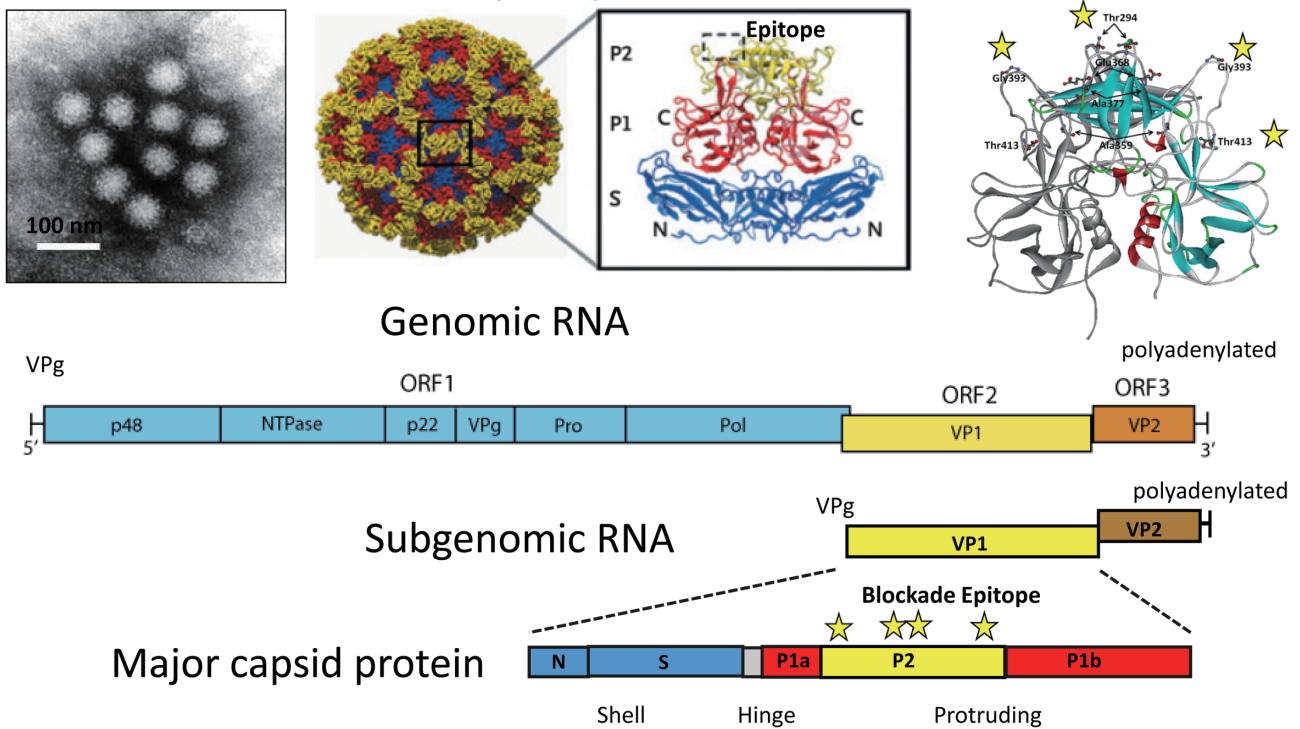 100 nm
P2
P1
S
Epitope
C
C
N
N
Thr294
Glu368
Gly393
Gly393
Ala377
Thr413
Ala359
Thr413
Genomic RNA
VPg
polyadenylated
ORF1
ORF2
ORF3
p48
NTPase
p22
VPg
Pro
Pol
VP1
VP2
5'
3'
Subgenomic RNA
VPg
polyadenylated
VP1
VP2
Blockade Epitope
Major capsid protein
N
S
P1a
P2
P1b
Shell
Hinge
Protruding